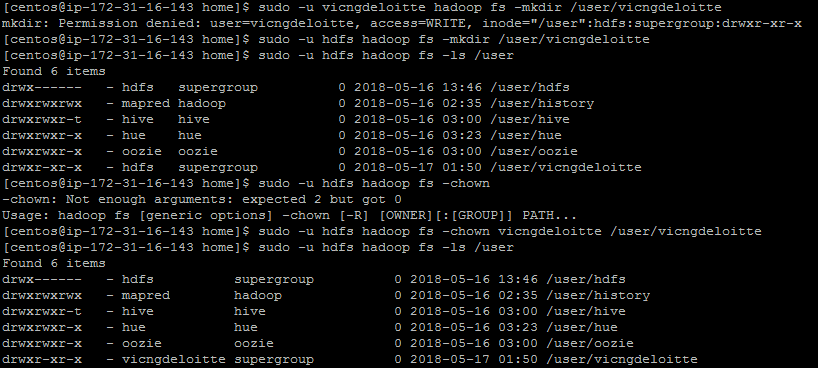 [centos@ip-172-31-16-143 home]$ sudo -u vicngdeloitte hadoop fs -mkdir /user/vicngdeloitte
mkdir: Permission denied: user=vicngdeloitte, access=WRITE, inode="/user":hdfs:supergroup:drwxr-xr-x
[centos@ip-172-31-16-143 home]$ sudo -u hdfs hadoop fs -mkdir /user/vicngdeloitte
[centos@ip-172-31-16-143 home]$ sudo -u hdfs hadoop fs -ls /user
Found 6 items
drwx------   - hdfs   supergroup          0 2018-05-16 13:46 /user/hdfs
drwxrwxrwx   - mapred hadoop              0 2018-05-16 02:35 /user/history
drwxrwxr-t   - hive   hive                0 2018-05-16 03:00 /user/hive
drwxrwxr-x   - hue    hue                 0 2018-05-16 03:23 /user/hue
drwxrwxr-x   - oozie  oozie               0 2018-05-16 03:00 /user/oozie
drwxr-xr-x   - hdfs   supergroup          0 2018-05-17 01:50 /user/vicngdeloitte
[centos@ip-172-31-16-143 home]$ sudo -u hdfs hadoop fs -chown
-chown: Not enough arguments: expected 2 but got 0
Usage: hadoop fs [generic options] -chown [-R] [OWNER][:[GROUP]] PATH...
[centos@ip-172-31-16-143 home]$ sudo -u hdfs hadoop fs -chown vicngdeloitte /user/vicngdeloitte
[centos@ip-172-31-16-143 home]$ sudo -u hdfs hadoop fs -ls /user
Found 6 items
drwx------   - hdfs          supergroup          0 2018-05-16 13:46 /user/hdfs
drwxrwxrwx   - mapred        hadoop              0 2018-05-16 02:35 /user/history
drwxrwxr-t   - hive          hive                0 2018-05-16 03:00 /user/hive
drwxrwxr-x   - hue           hue                 0 2018-05-16 03:23 /user/hue
drwxrwxr-x   - oozie         oozie               0 2018-05-16 03:00 /user/oozie
drwxr-xr-x   - vicngdeloitte supergroup          0 2018-05-17 01:50 /user/vicngdeloitte